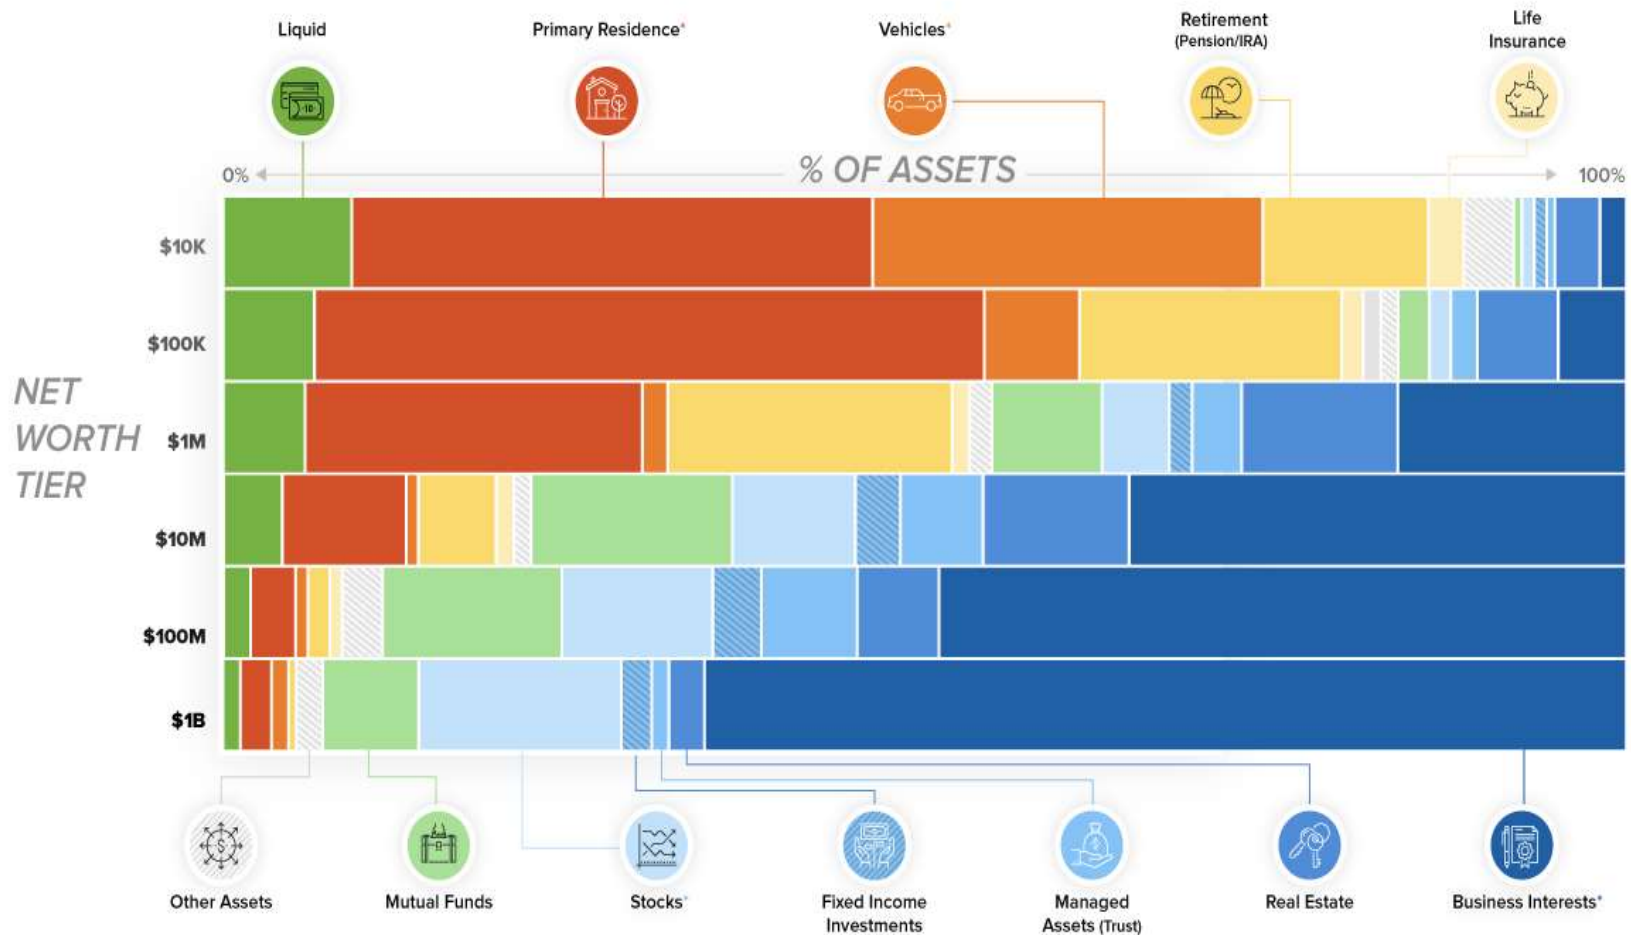 Liquid
Primary Residence*
Vehicles*
Retirement
(Pension/IRA)
Life
Insurance
0%
% OF ASSETS
100%
NET
WORTH
TIER
$10K
$100K
$1M
$10M
$100M
$1B
Other Assets
Mutual Funds
Stocks*
Fixed Income
Investments
Managed
Assets (Trust)
Real Estate
Business Interests*